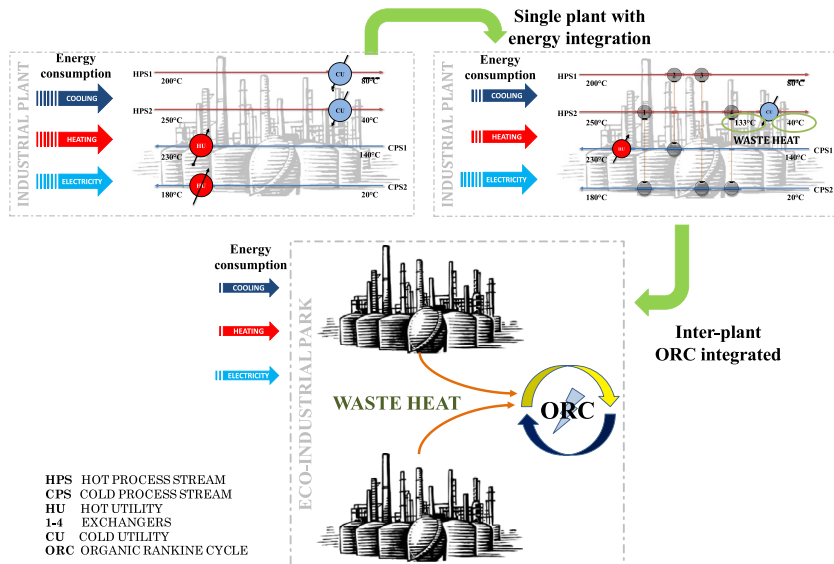 Single plant with
energy integration
INDUSTRIAL PLANT
Energy
consumption
COOLING
HEATING
ELECTRICITY
HPS1
200°C
CU
80°C
HPS2
250°C
CU
40°C
HU
CPS1
230°C
140°C
HU
CPS2
180°C
20°C
INDUSTRIAL PLANT
Energy
consumption
COOLING
HEATING
ELECTRICITY
HPS1
200°C
2
3
80°C
HPS2
250°C
1
4
133°C
CU
40°C
WASTE HEAT
HU
CPS1
230°C
140°C
CPS2
180°C
20°C
Energy
consumption
COOLING
HEATING
ELECTRICITY
ECO-INDUSTRIAL PARK
WASTE HEAT
ORC
Inter-plant
ORC integrated
HPS HOT PROCESS STREAM
CPS COLD PROCESS STREAM
HU HOT UTILITY
1-4 EXCHANGERS
CU COLD UTILITY
ORC ORGANIC RANKINE CYCLE